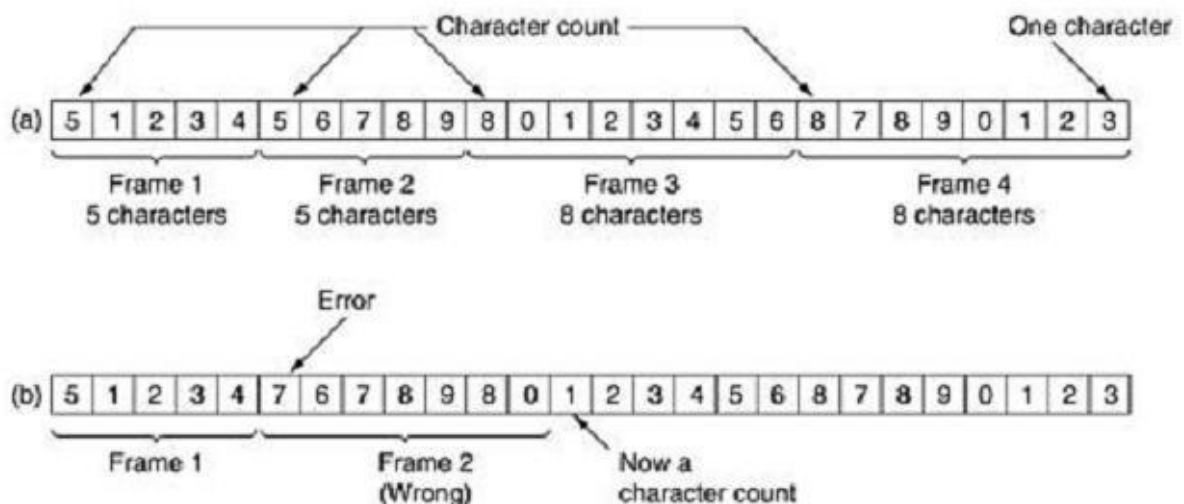 Character count One character
(a) 5 1 2 3 4 5 6 7 8 9 8 0 1 2 3 4 5 6 8 7 8 9 0 1 2 3
Frame 1 Frame 2 Frame 3 Frame 4
5 characters 5 characters 8 characters 8 characters
Error
(b) 5 1 2 3 4 7 6 7 8 9 8 0 1 2 3 4 5 6 8 7 8 9 0 1 2 3
Frame 1 Frame 2 Now a
(Wrong) character count